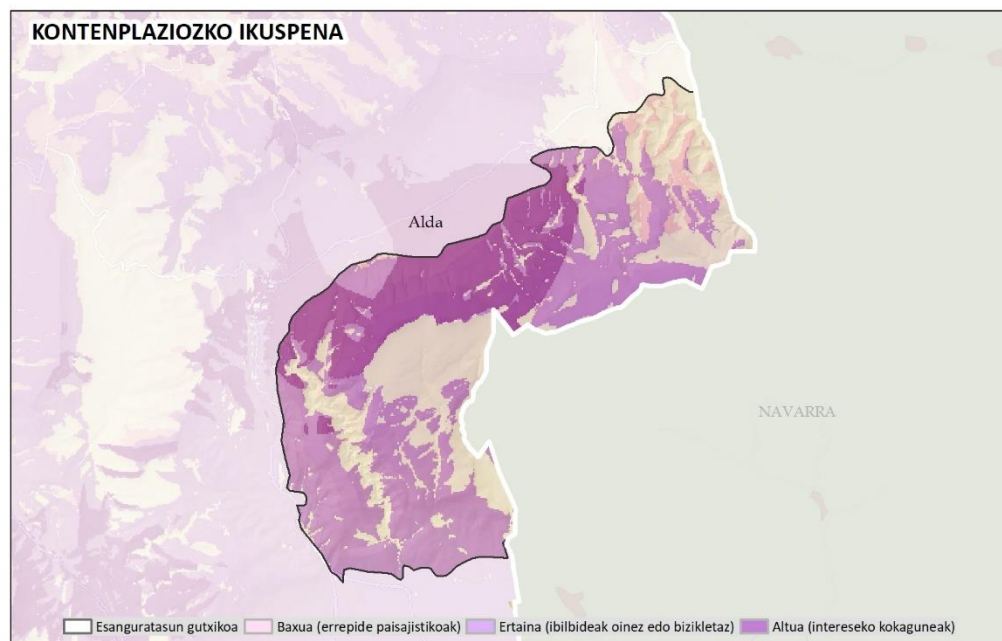 KONTENPLAZIOZKO IKUSPENA
Alda
NAVARRA
Esanguratasun gutxikoa Baxua (errepide paisajistikoak) Ertaina (ibilbideak oinez edo bizikletaz) Altua (intereseko kokaguneak)